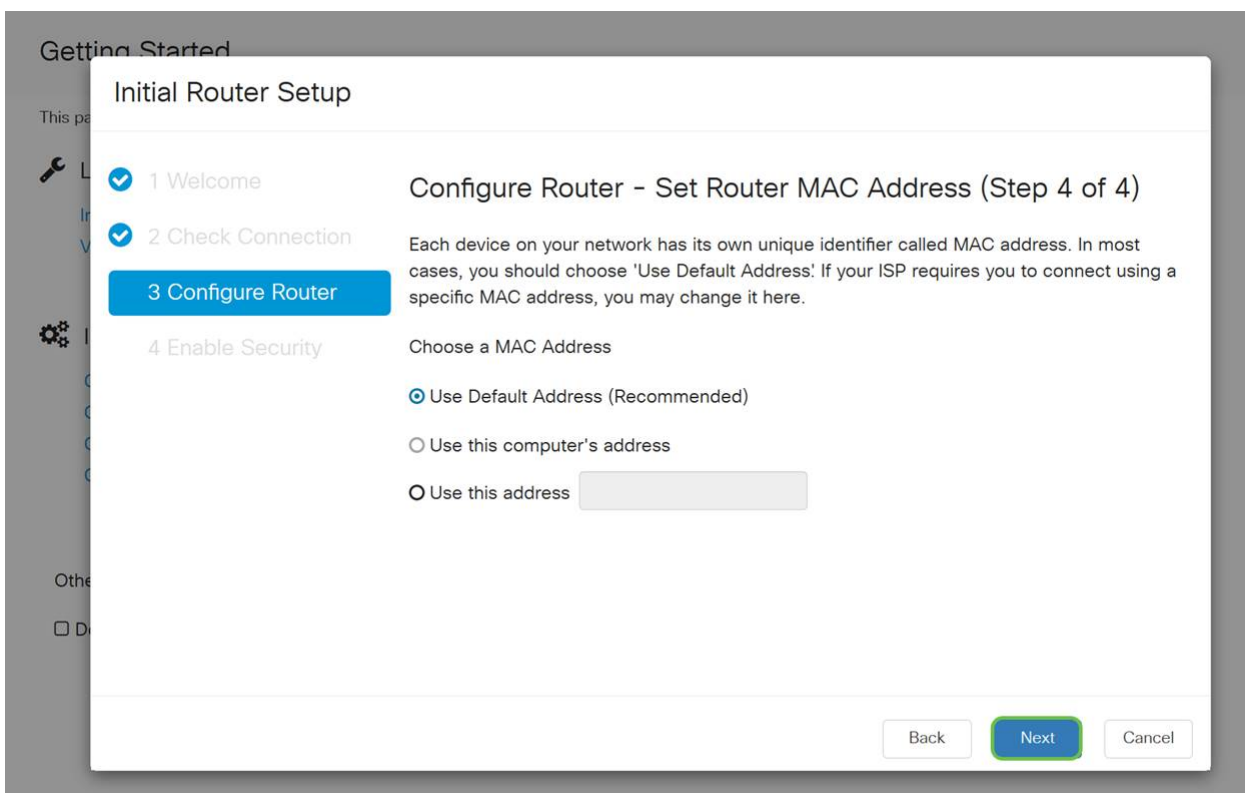 Getting Started
Initial Router Setup
This pa
1 Welcome
2 Check Connection
3 Configure Router
4 Enable Security
Configure Router - Set Router MAC Address (Step 4 of 4)
Each device on your network has its own unique identifier called MAC address. In most
cases, you should choose 'Use Default Address.' If your ISP requires you to connect using a
specific MAC address, you may change it here.
Choose a MAC Address
Use Default Address (Recommended)
Use this computer's address
Use this address
Othe
Back
Next
Cancel